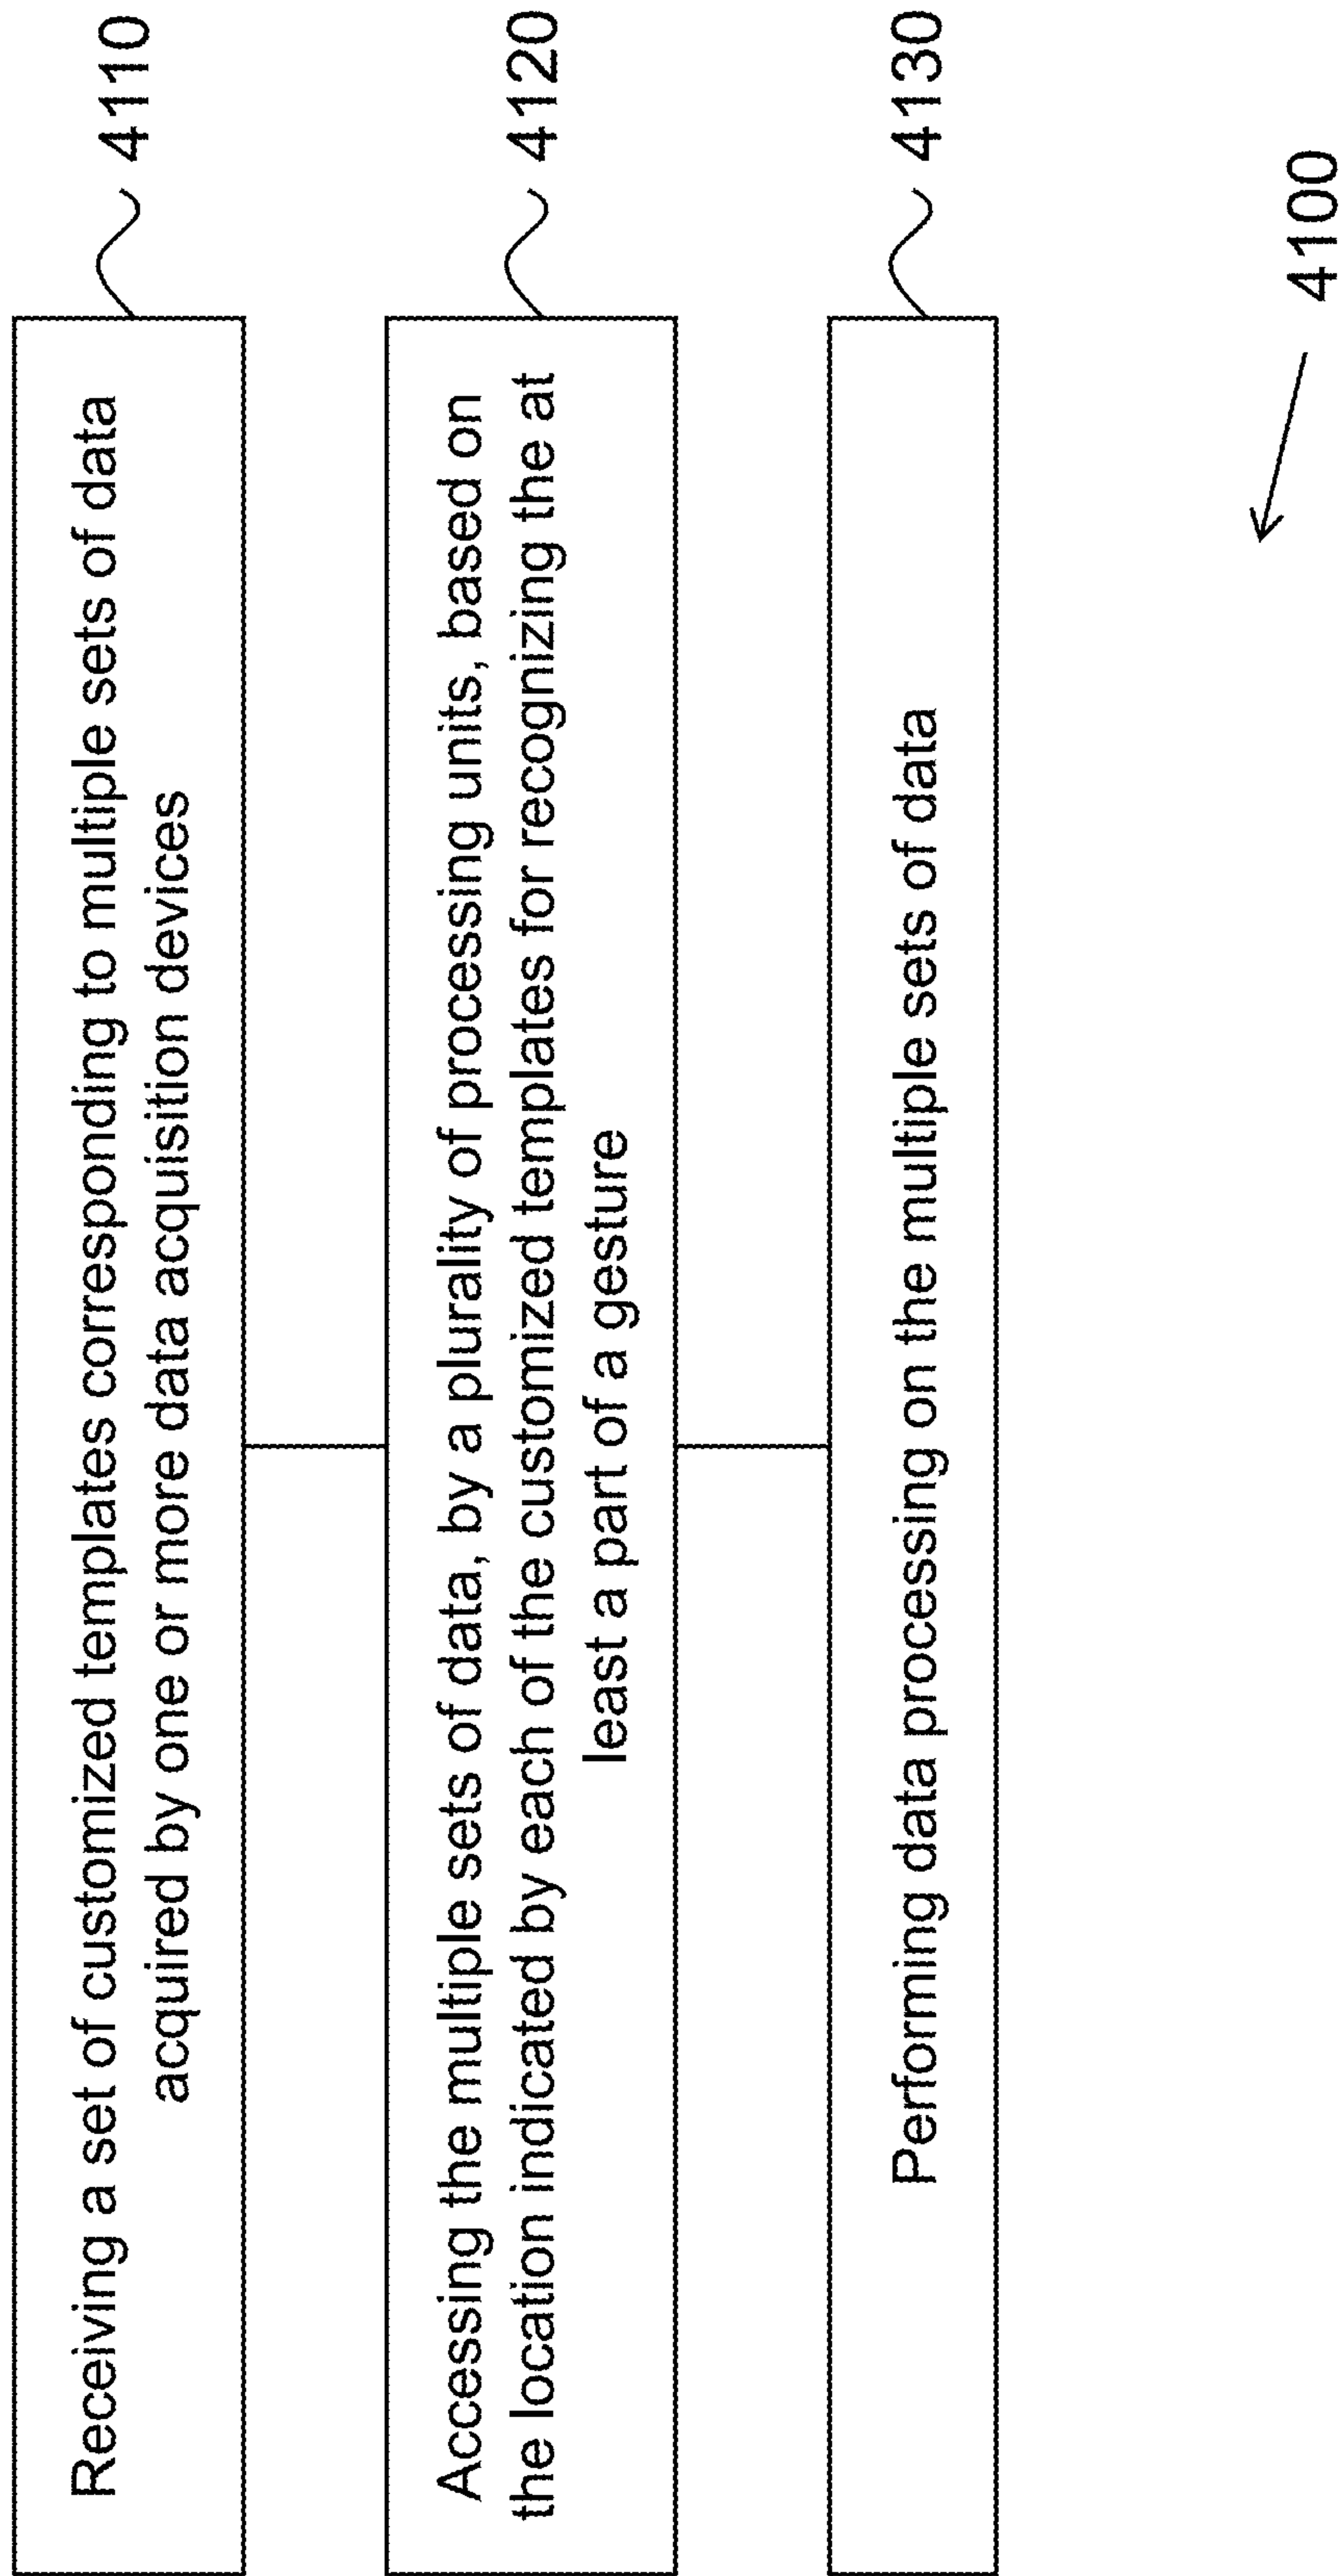 Receiving a set of customized templates corresponding to multiple sets of data
acquired by one or more data acquisition devices
4110
Accessing the multiple sets of data, by a plurality of processing units, based on
the location indicated by each of the customized templates for recognizing the at
least a part of a gesture
4120
Performing data processing on the multiple sets of data
4130
4100